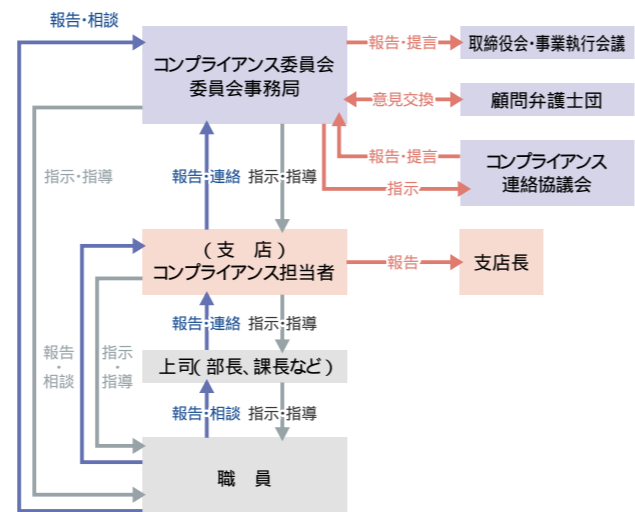 報告・相談
コンプライアンス委員会
委員会事務局
報告・提言
取締役会・事業執行会議
意見交換
顧問弁護士団
報告・提言
指示
コンプライアンス
連絡協議会
指示・指導
報告・連絡
指示・指導
(支 店)
コンプライアンス担当者
報告
支店長
報告・連絡
指示・指導
報告
・
相談
指示
・
指導
上司(部長、課長など)
報告・相談
指示・指導
職 員